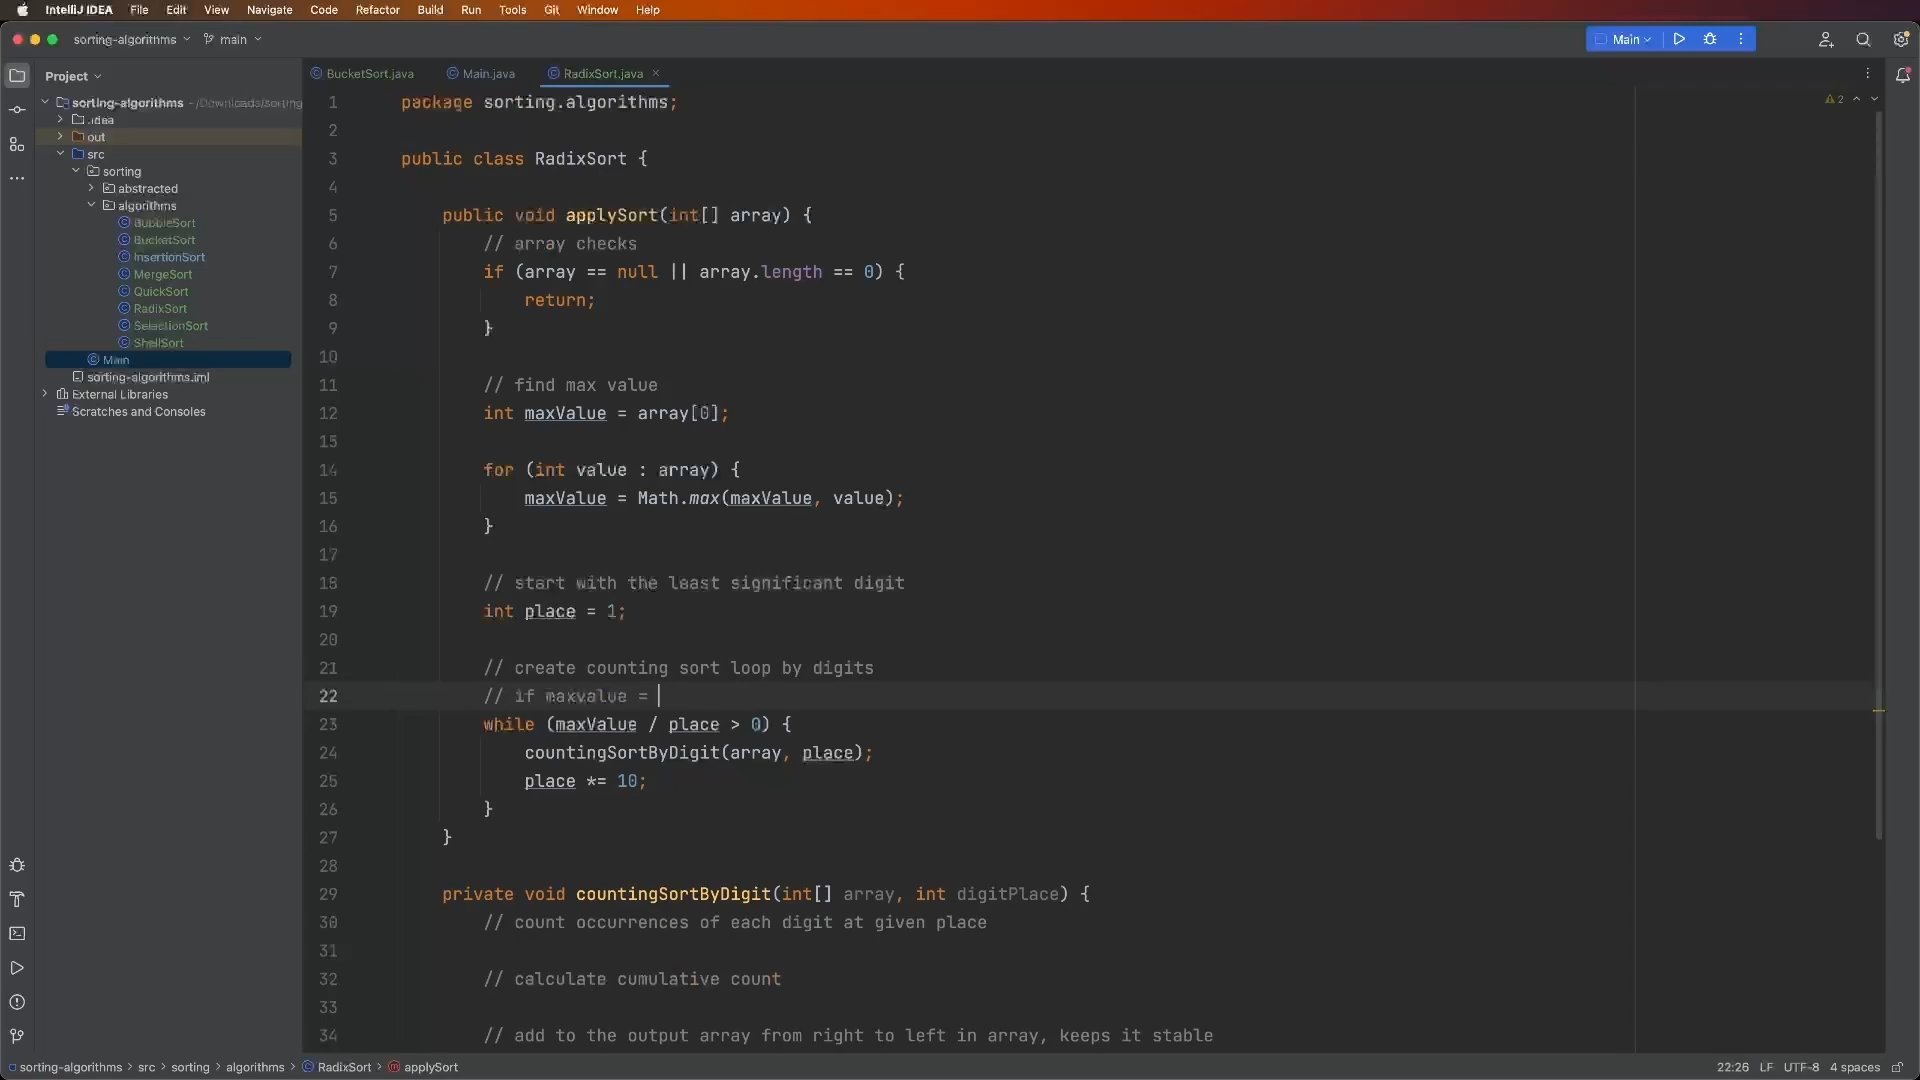 IntelliJ IDEA File Edit View Navigate Code Refactor Build Run Tools Git Window Help
sorting-algorithms main Main
Project
BucketSort.java Main.java RadixSort.java
sorting-algorithms ~/Downloads/sorting
.idea
out
src
sorting
abstracted
algorithms
BubbleSort
BucketSort
InsertionSort
MergeSort
QuickSort
RadixSort
SelectionSort
ShellSort
Main
sorting-algorithms.iml
External Libraries
Scratches and Consoles
2
1 package sorting.algorithms;
2
3 public class RadixSort {
4
5 public void applySort(int[] array) {
6 // array checks
7 if (array == null || array.length == 0) {
8 return;
9 }
10
11 // find max value
12 int maxValue = array[0];
13
14 for (int value : array) {
15 maxValue = Math.max(maxValue, value);
16 }
17
18 // start with the least significant digit
19 int place = 1;
20
21 // create counting sort loop by digits
22 // if maxvalue =
23 while (maxValue / place > 0) {
24 countingSortByDigit(array, place);
25 place *= 10;
26 }
27 }
28
29 private void countingSortByDigit(int[] array, int digitPlace) {
30 // count occurrences of each digit at given place
31
32 // calculate cumulative count
33
34 // add to the output array from right to left in array, keeps it stable
sorting-algorithms > src > sorting > algorithms > RadixSort > applySort
22:26 LF UTF-8 4 spaces